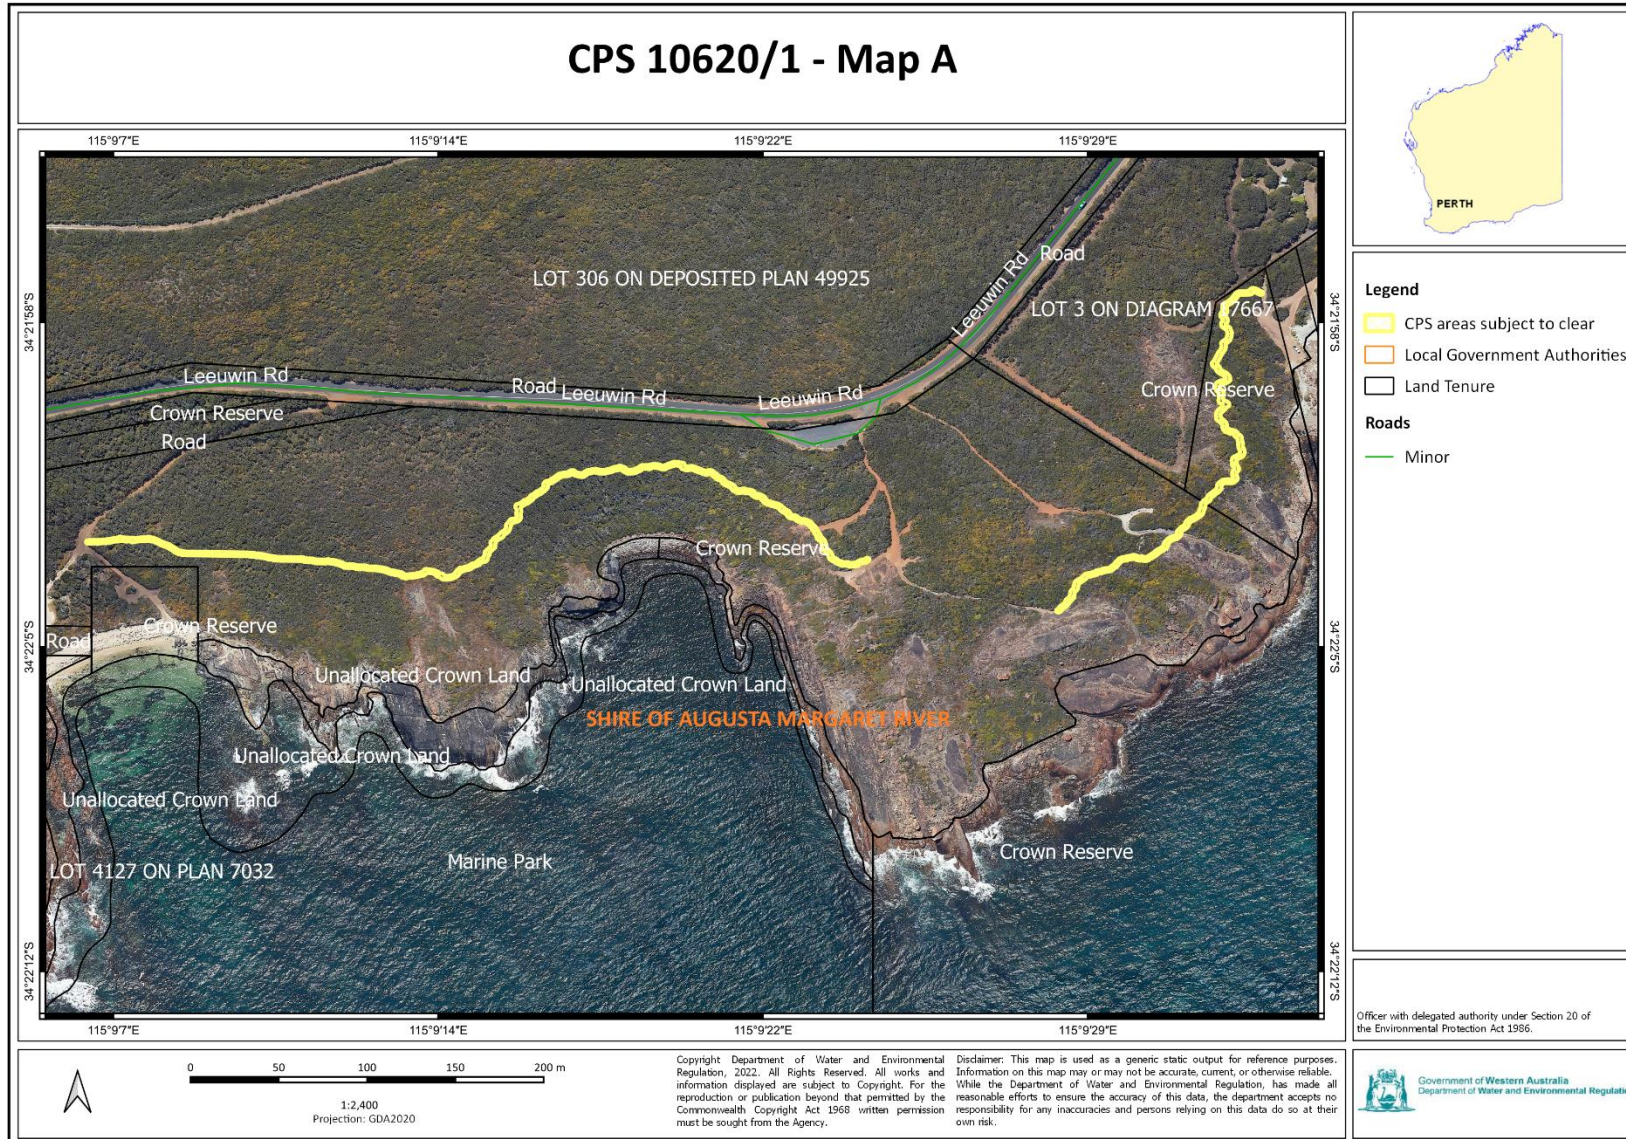 CPS 10620/1 - Map A
115°9'7"E
115°9'14"E
115°9'22"E
115°9'29"E
34°21'58"S
34°22'5"S
34°22'12"S
34°21'58"S
34°22'5"S
34°22'12"S
LOT 306 ON DEPOSITED PLAN 49925
Leeuwin Rd
Road
LOT 3 ON DIAGRAM 7667
Leeuwin Rd
Road
Leeuwin Rd
Leeuwin Rd
Crown Reserve
Road
Crown Reserve
Crown Reserve
Crown Reserve
Road
Unallocated Crown Land
Unallocated Crown Land
SHIRE OF AUGUSTA MARGARET RIVER
Unallocated Crown Land
Unallocated Crown Land
Marine Park
Crown Reserve
LOT 4127 ON PLAN 7032
115°9'7"E
115°9'14"E
115°9'22"E
115°9'29"E
PERTH
Legend
CPS areas subject to clear
Local Government Authorities
Land Tenure
Roads
Minor
Officer with delegated authority under Section 20 of
the Environmental Protection Act 1986.
0 50 100 150 200 m
1:2,400
Projection: GDA2020
Copyright Department of Water and Environmental
Regulation, 2022. All Rights Reserved. All works and
information displayed are subject to Copyright. For the
reproduction or publication beyond that permitted by the
Commonwealth Copyright Act 1968 written permission
must be sought from the Agency.
Disclaimer: This map is used as a generic static output for reference purposes.
Information on this map may or may not be accurate, current, or otherwise reliable.
While the Department of Water and Environmental Regulation, has made all
reasonable efforts to ensure the accuracy of this data, the department accepts no
responsibility for any inaccuracies and persons relying on this data do so at their
own risk.
Government of Western Australia
Department of Water and Environmental Regulatio